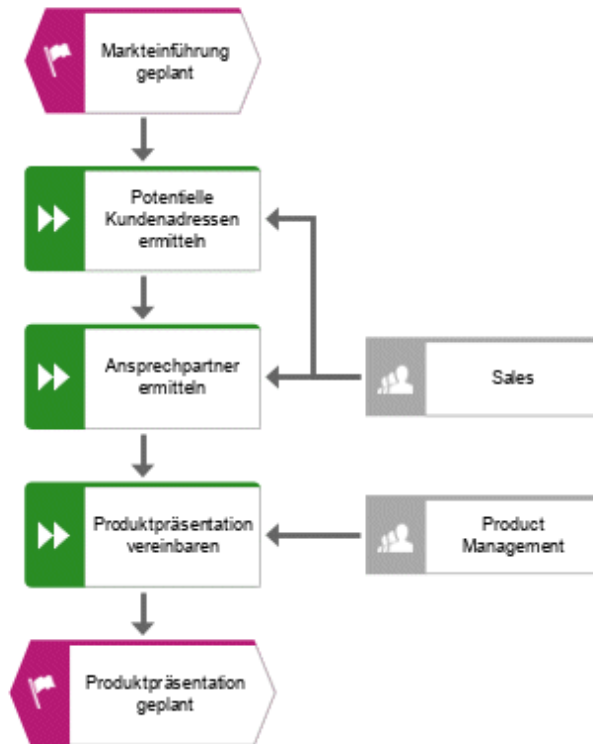 Markteinführung
geplant
Potentielle
Kundenadressen
ermitteln
Ansprechpartner
ermitteln
Sales
Produktpräsentation
vereinbaren
Product
Management
Produktpräsentation
geplant